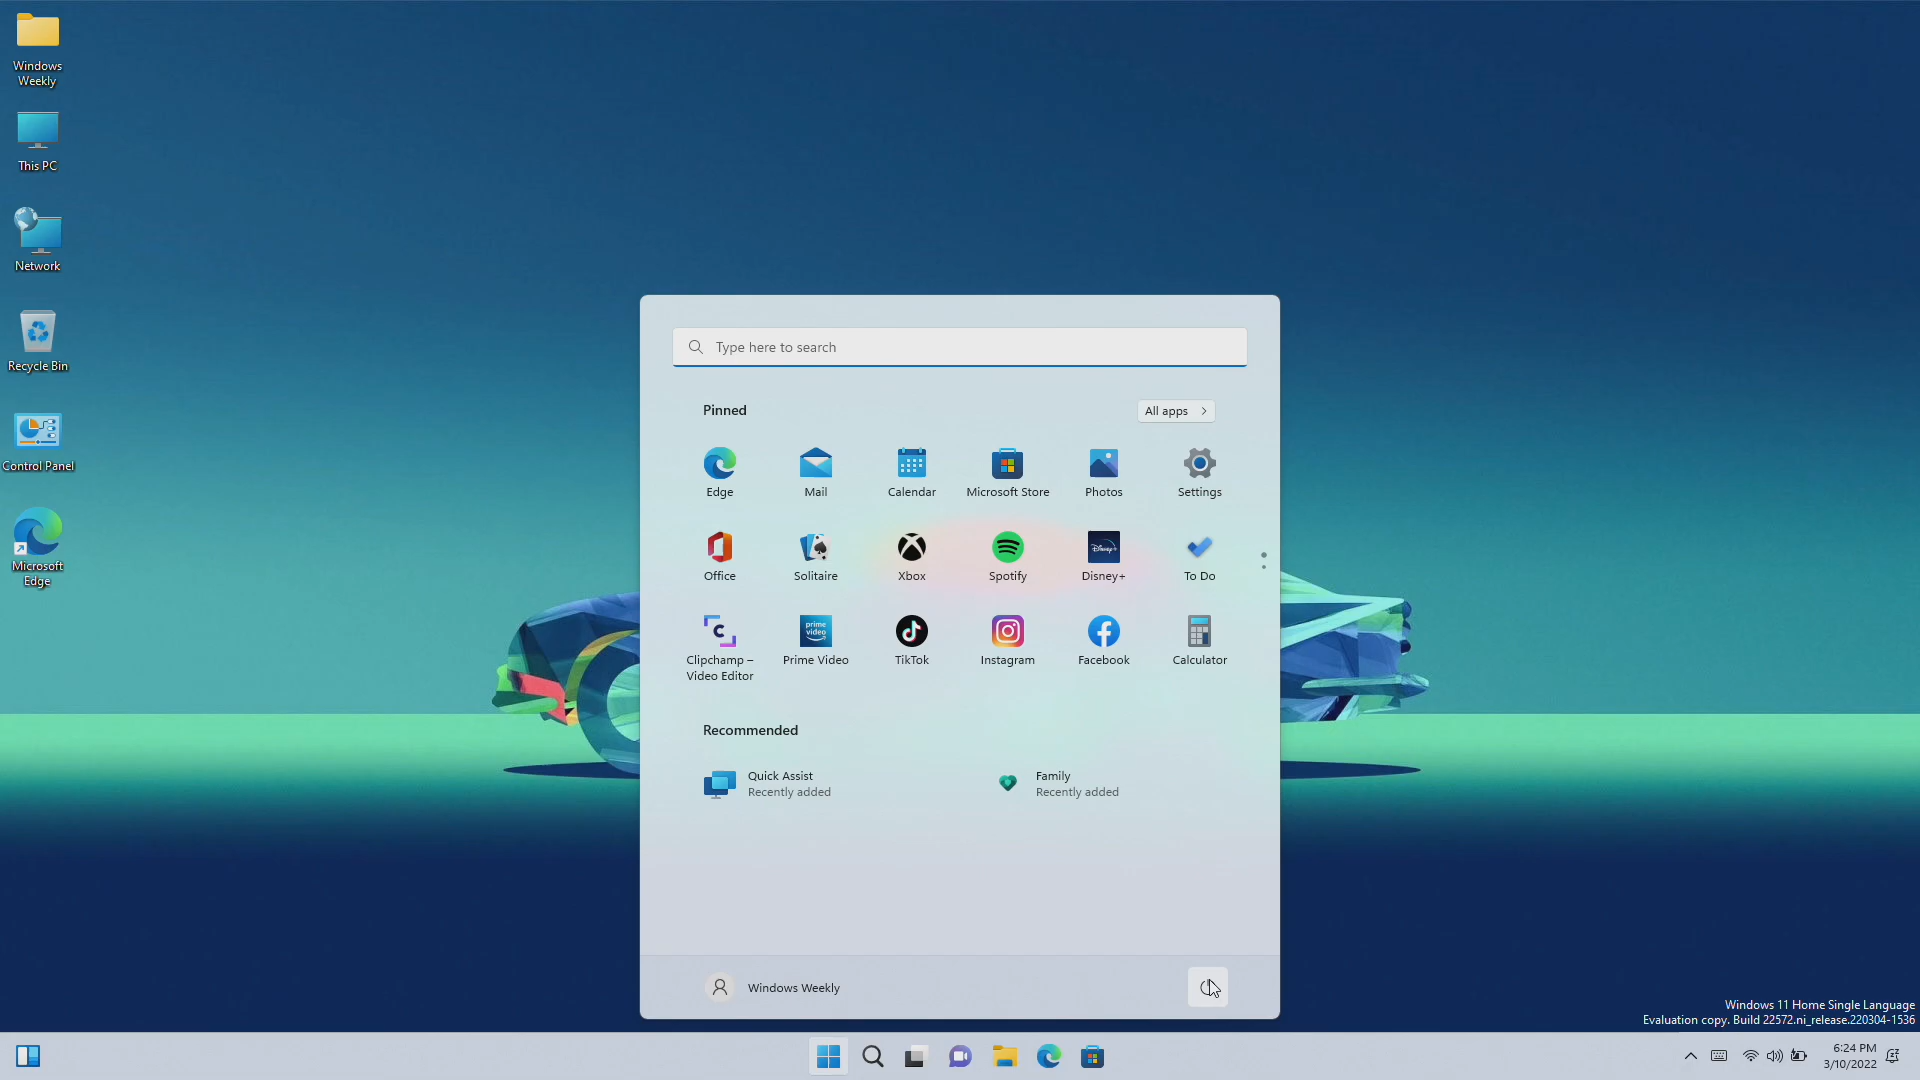 Windows
Weekly
This PC
Network
Recycle Bin
Control Panel
Microsoft
Edge
Type here to search
Pinned
All apps
Edge
Mail
Calendar
Microsoft Store
Photos
Settings
Office
Solitaire
Xbox
Spotify
Disney+
Disney+
To Do
prime
video
Clipchamp –
Video Editor
Prime Video
TikTok
Instagram
Facebook
Calculator
Recommended
Quick Assist
Recently added
Family
Recently added
Windows Weekly
Windows 11 Home Single Language
Evaluation copy. Build 22572.ni_release.220304-1536
6:24 PM
3/10/2022